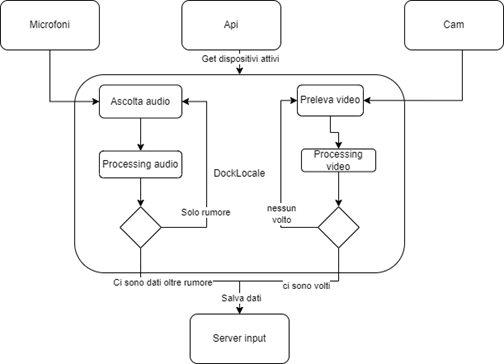 Microfoni
Api
Cam
Get dispositivi attivi
Ascolta audio
Preleva video
Processing audio
DockLocale
Processing
video
Solo rumore
nessun
volto
Ci sono dati oltre rumore
ci sono volti
Salva dati
Server input